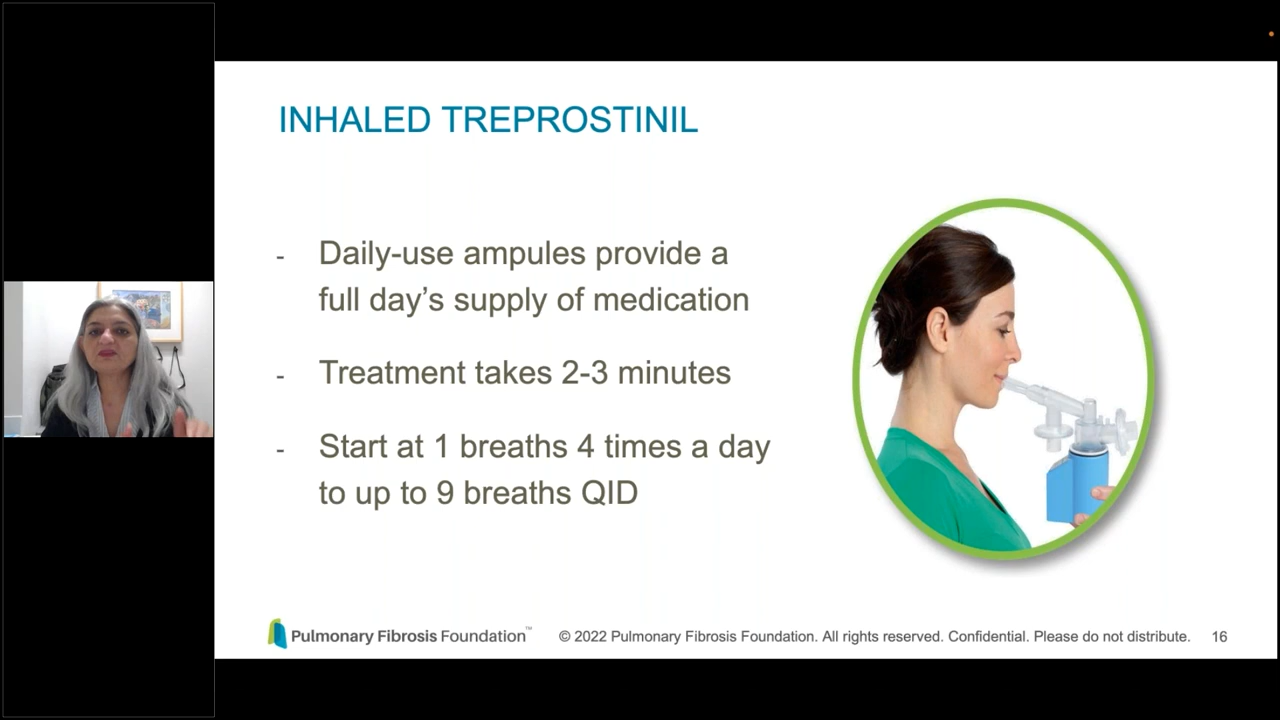 INHALED TREPROSTINIL
- Daily-use ampules provide a
full day’s supply of medication
- Treatment takes 2-3 minutes
- Start at 1 breaths 4 times a day
to up to 9 breaths QID
Pulmonary Fibrosis Foundation™ © 2022 Pulmonary Fibrosis Foundation. All rights reserved. Confidential. Please do not distribute. 16